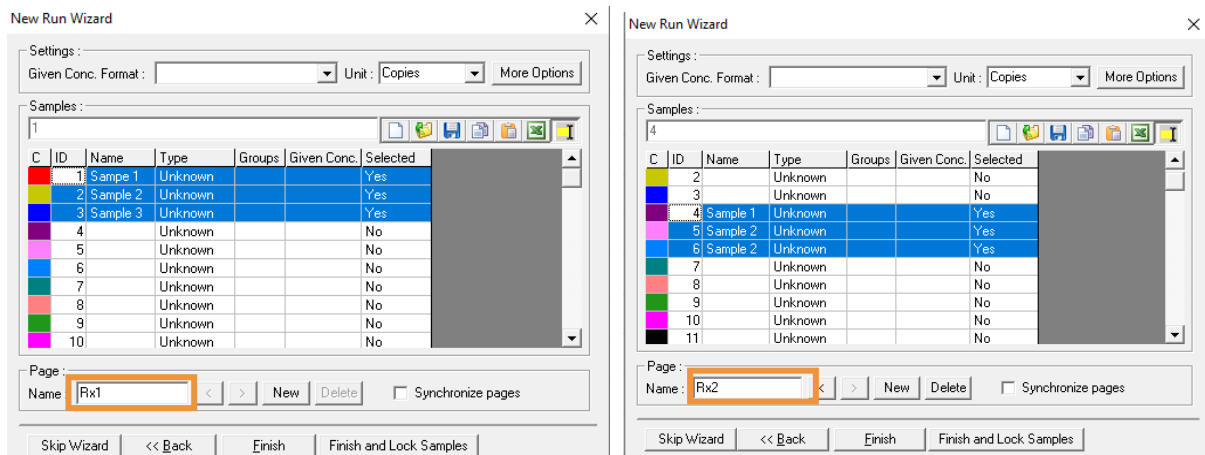 New Run Wizard
Settings :
Given Conc. Format : Unit : Copies More Options
Samples :
1
C ID Name Type Groups Given Conc. Selected
1 Sampe 1 Unknown Yes
2 Sample 2 Unknown Yes
3 Sample 3 Unknown Yes
4 Unknown No
5 Unknown No
6 Unknown No
7 Unknown No
8 Unknown No
9 Unknown No
10 Unknown No
Page :
Name : Rx1 < > New Delete Synchronize pages
Skip Wizard << Back Finish Finish and Lock Samples
New Run Wizard
Settings :
Given Conc. Format : Unit : Copies More Options
Samples :
4
C ID Name Type Groups Given Conc. Selected
2 Unknown No
3 Unknown No
4 Sample 1 Unknown Yes
5 Sample 2 Unknown Yes
6 Sample 2 Unknown Yes
7 Unknown No
8 Unknown No
9 Unknown No
10 Unknown No
11 Unknown No
Page :
Name : Rx2 < > New Delete Synchronize pages
Skip Wizard << Back Finish Finish and Lock Samples